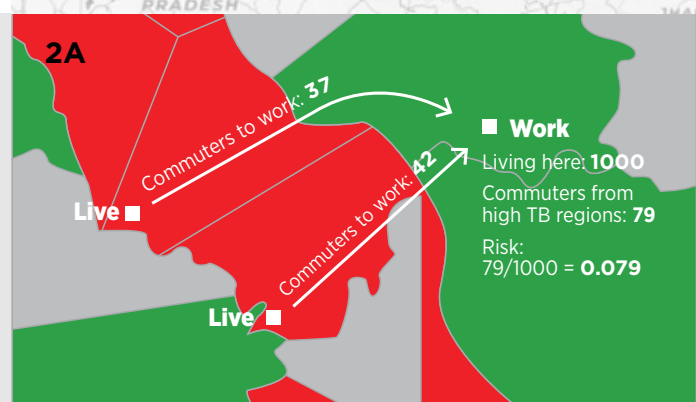 PRADESH
2A
Commuters to work: 37
Work
Living here: 1000
Commuters from
high TB regions: 79
Risk:
79/1000 = 0.079
Live
Commuters to work: 42
Live